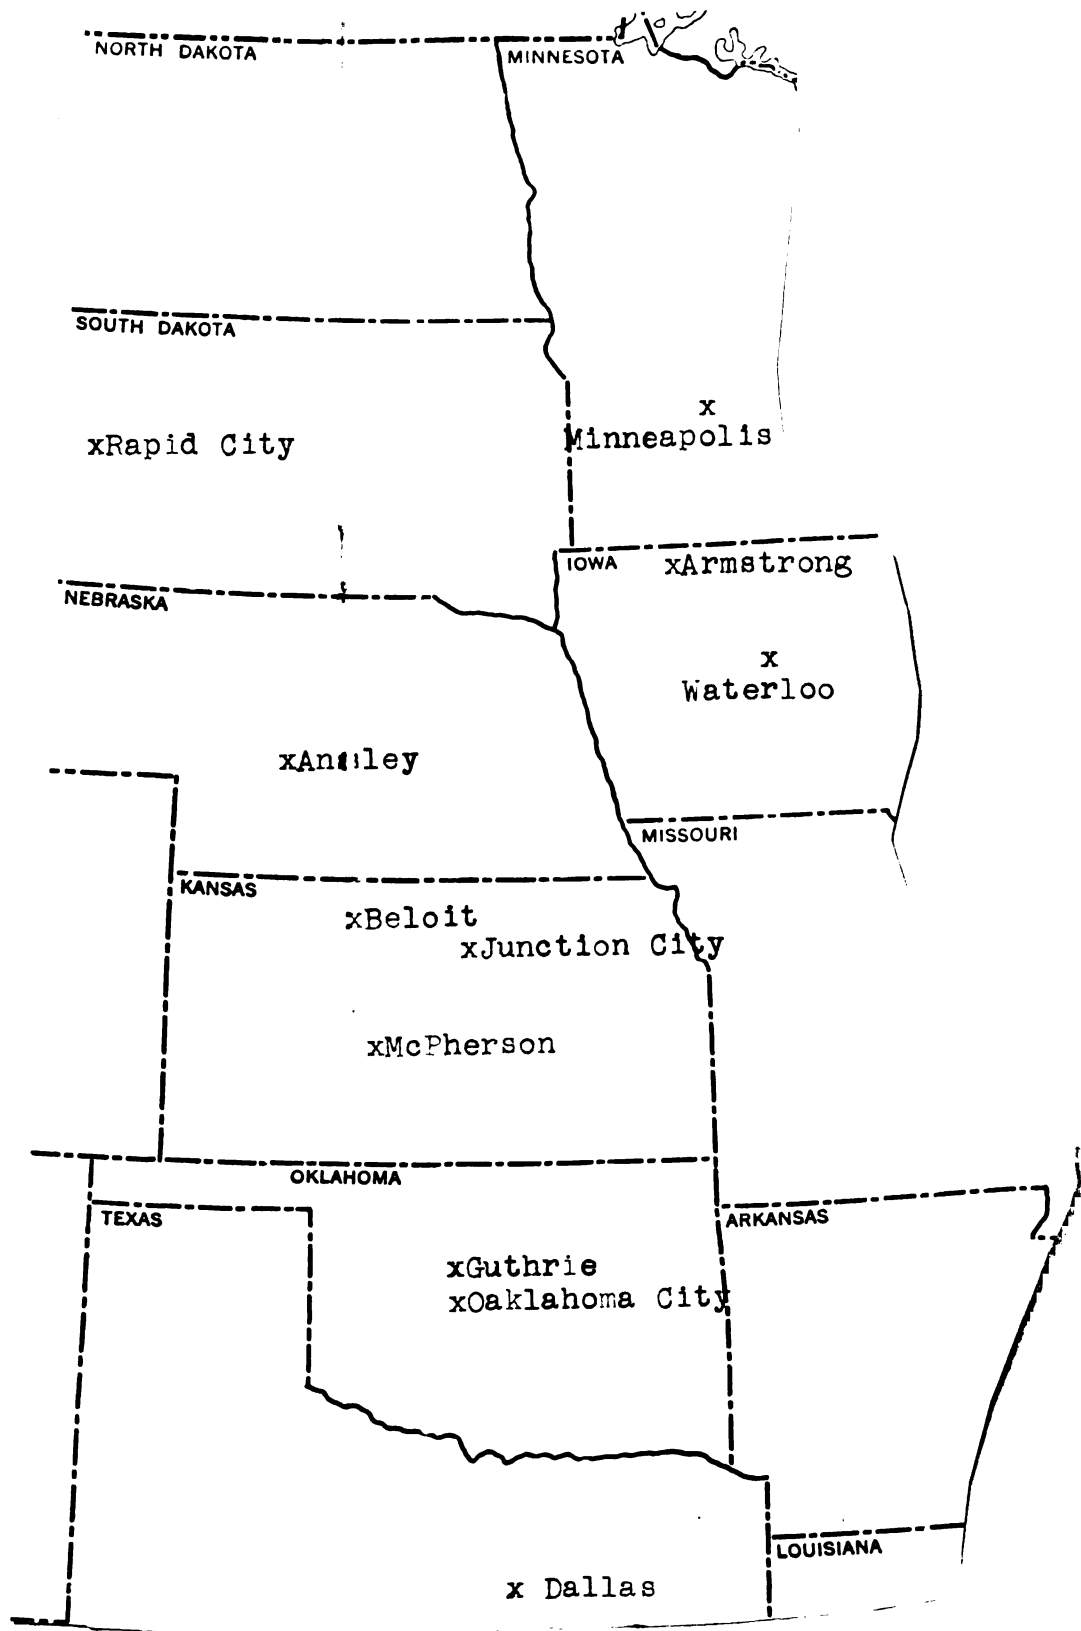 NORTH DAKOTA
MINNESOTA
SOUTH DAKOTA
x
xRapid City
Minneapolis
IOWA
xArmstrong
NEBRASKA
x
Waterloo
MISSOURI
KANSAS
xBeloit
xJunction City
xMcPherson
OKLAHOMA
TEXAS
ARKANSAS
xGuthrie
xOaklahoma City
LOUISIANA
x Dallas